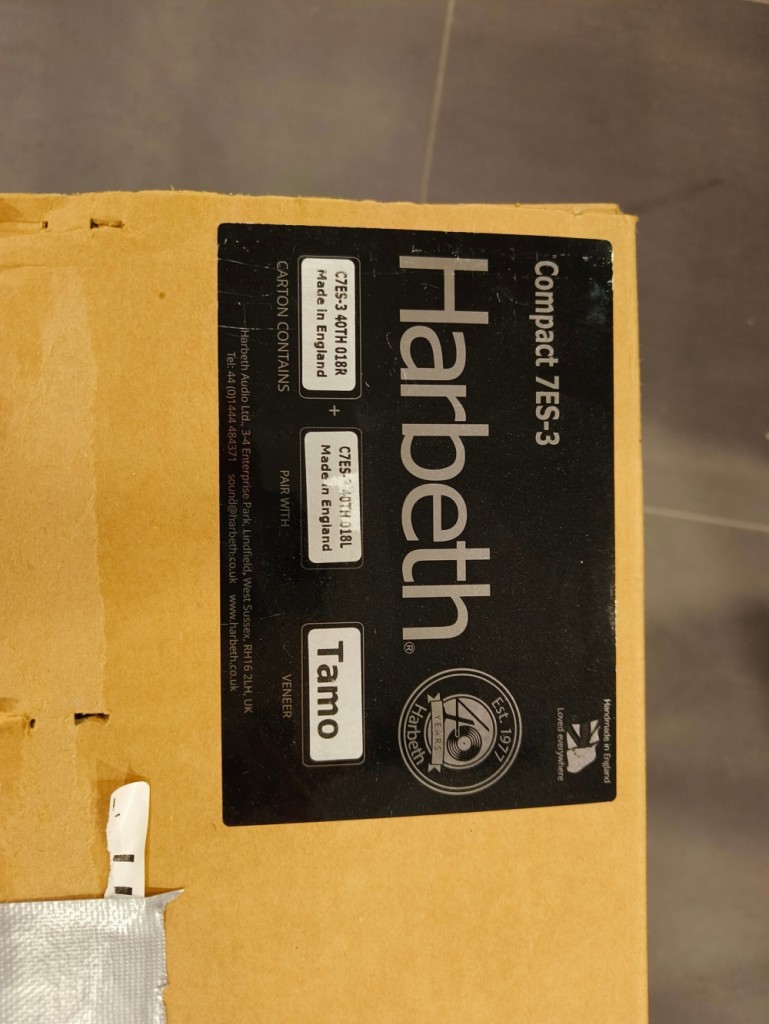 Compact 7ES-3
Handmade in England
Loved everywhere
Harbeth®
Est. 1977
40
YEARS
Harbeth
C7ES-3 40TH 018R
Made in England
+
C7ES-3 40TH 018L
Made in England
Tamo
CARTON CONTAINS
PAIR WITH
VENEER
Harbeth Audio Ltd., 3-4 Enterprise Park, Lindfield, West Sussex, RH16 2LH, UK
Tel: 44 (0)1444 484371 sound@harbeth.co.uk www.harbeth.co.uk